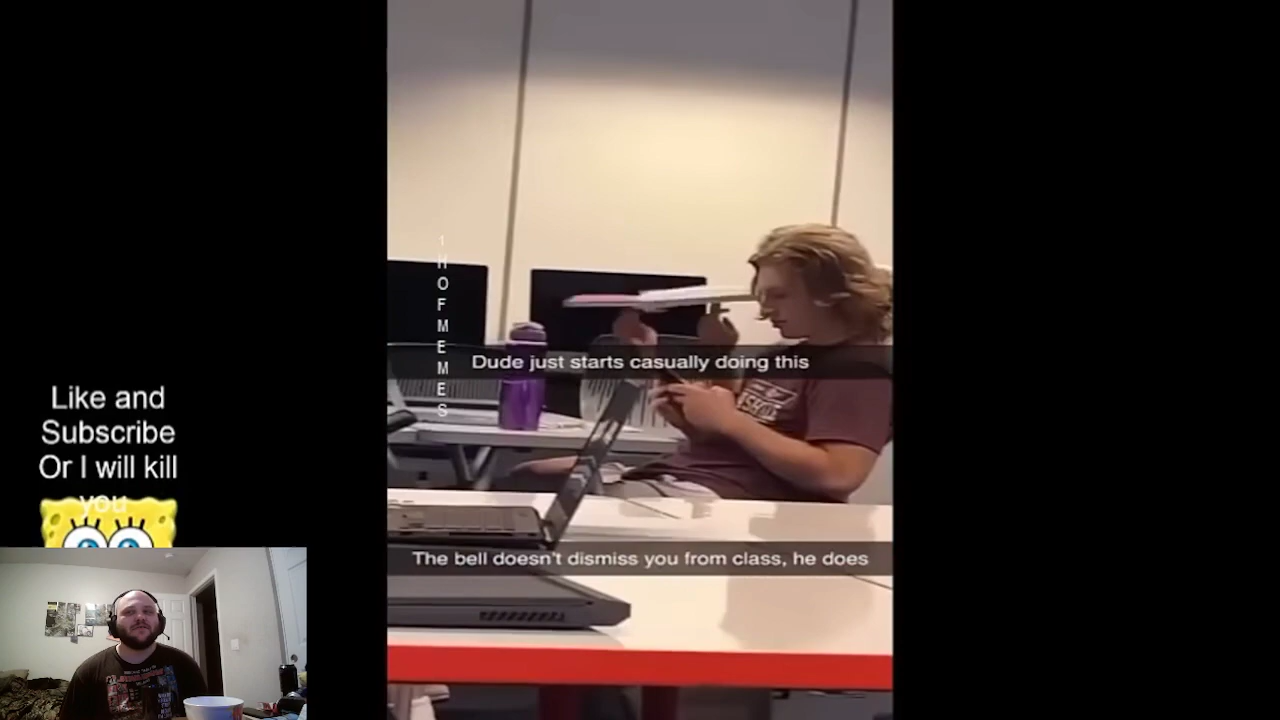 1
H
O
F
M
E
M
E
S
Dude just starts casually doing this
The bell doesn't dismiss you from class, he does
Like and
Subscribe
Or I will kill
you